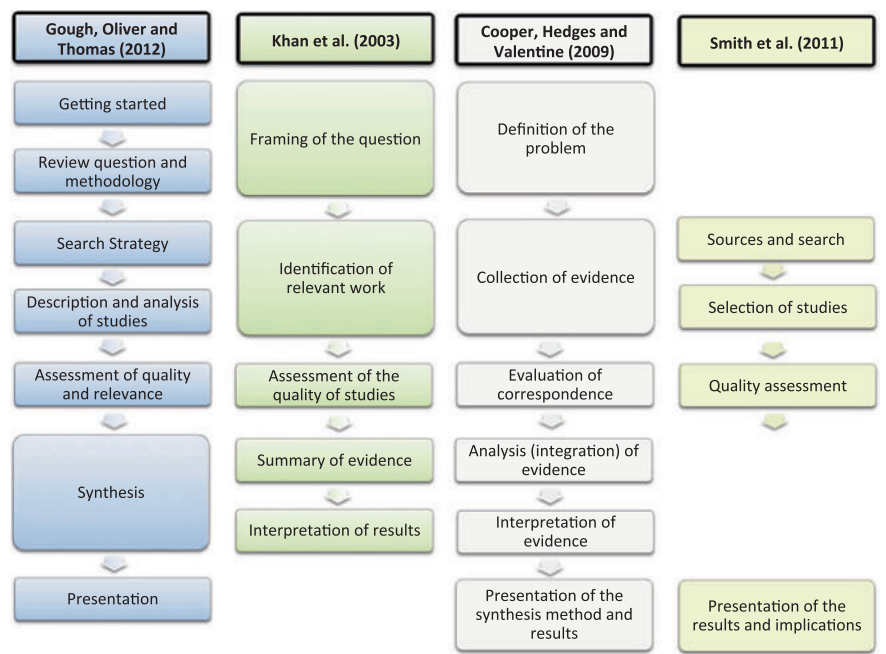 Gough, Oliver and
Thomas (2012)
Getting started
Review question and
methodology
Search Strategy
Description and analysis
of studies
Assessment of quality
and relevance
Synthesis
Presentation
Khan et al. (2003)
Framing of the question
Identification of
relevant work
Assessment of the
quality of studies
Summary of evidence
Interpretation of results
Cooper, Hedges and
Valentine (2009)
Definition of the
problem
Collection of evidence
Evaluation of
correspondence
Analysis (integration) of
evidence
Interpretation of
evidence
Presentation of the
synthesis method and
results
Smith et al. (2011)
Sources and search
Selection of studies
Quality assessment
Presentation of the
results and implications